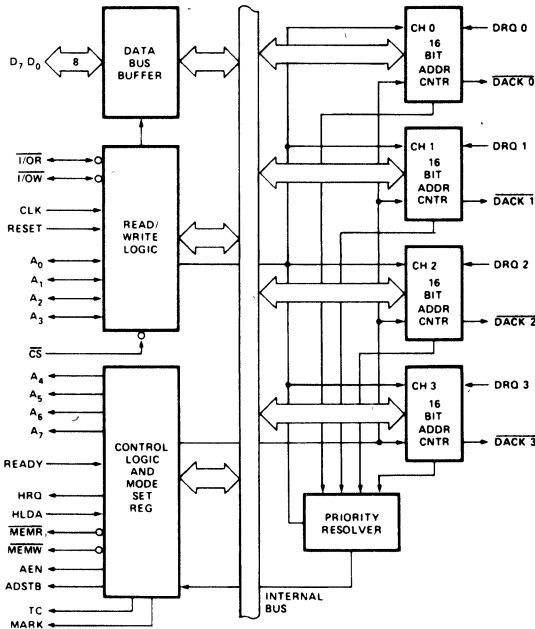 D7 D0
8
DATA
BUS
BUFFER
I/OR
I/OW
CLK
RESET
A0
A1
A2
A3
READ/
WRITE
LOGIC
CS
A4
A5
A6
A7
READY
HRQ
HLDA
MEMR
MEMW
AEN
ADSTB
TC
MARK
CONTROL
LOGIC
AND
MODE
SET
REG
INTERNAL
BUS
CH 0
16
BIT
ADDR
CNTR
DRQ 0
DACK 0
CH 1
16
BIT
ADDR
CNTR
DRQ 1
DACK 1
CH 2
16
BIT
ADDR
CNTR
DRQ 2
DACK 2
CH 3
16
BIT
ADDR
CNTR
DRQ 3
DACK 3
PRIORITY
RESOLVER